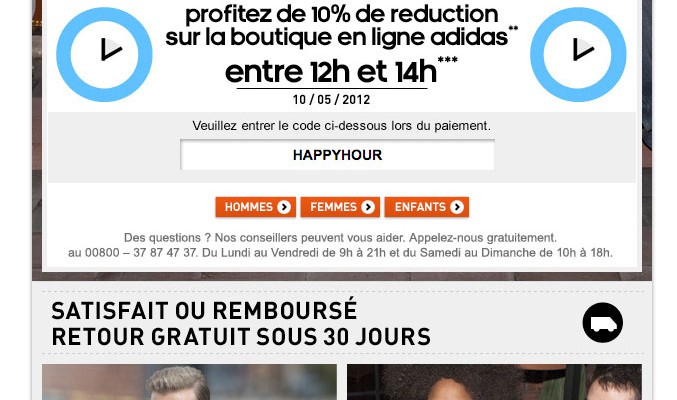 profitez de 10% de reduction
sur la boutique en ligne adidas**
entre 12h et 14h***
10 / 05 / 2012
Veuillez entrer le code ci-dessous lors du paiement.
HAPPYHOUR
HOMMES FEMMES ENFANTS
Des questions ? Nos conseillers peuvent vous aider. Appelez-nous gratuitement.
au 00800 – 37 87 47 37. Du Lundi au Vendredi de 9h à 21h et du Samedi au Dimanche de 10h à 18h.
SATISFAIT OU REMBOURSÉ
RETOUR GRATUIT SOUS 30 JOURS